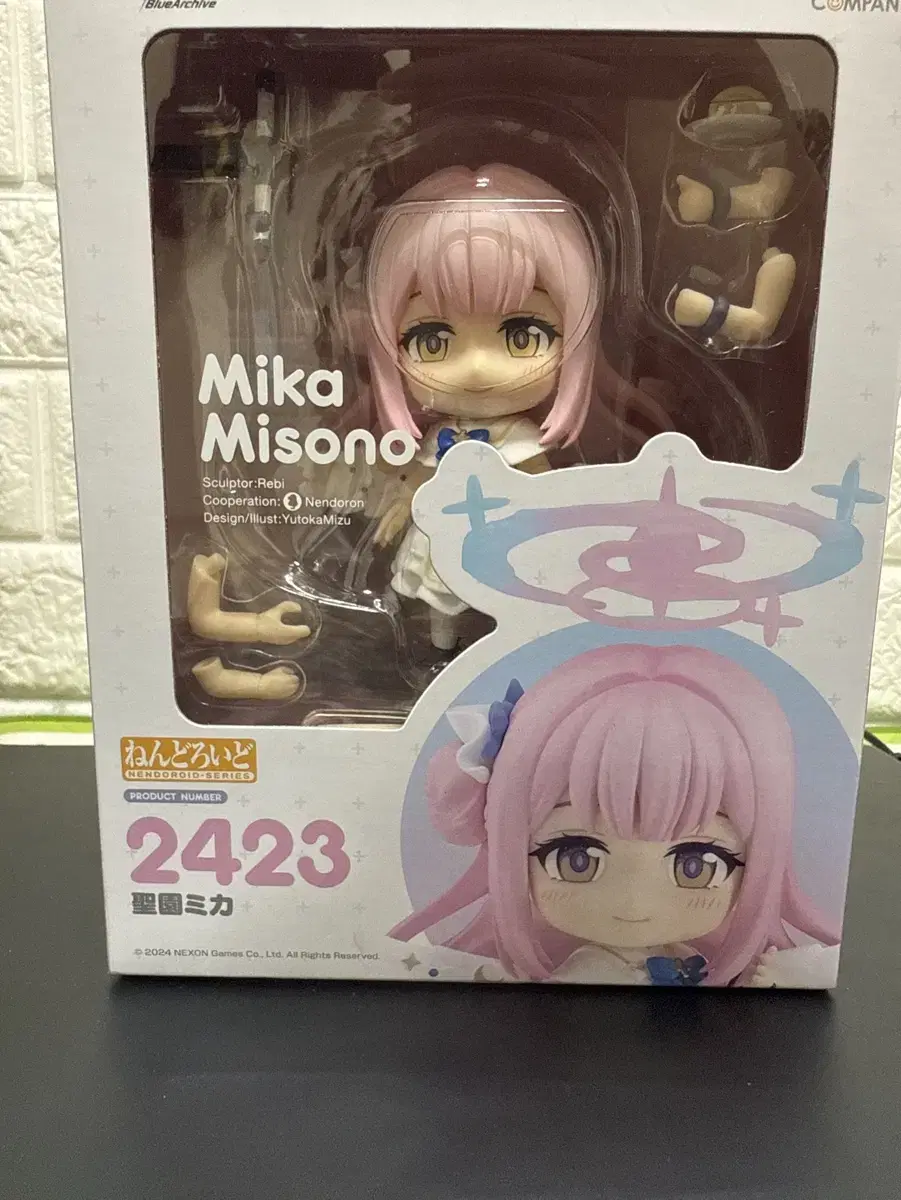 BlueArchive
COMPAN
Mika
Misono
Sculptor:Rebi
Cooperation: Nendoron
Design/Illust:YutokaMizu
ねんどろいど
NENDOROID-SERIES
PRODUCT NUMBER
2423
聖園ミカ
© 2024 NEXON Games Co., Ltd. All Rights Reserved.